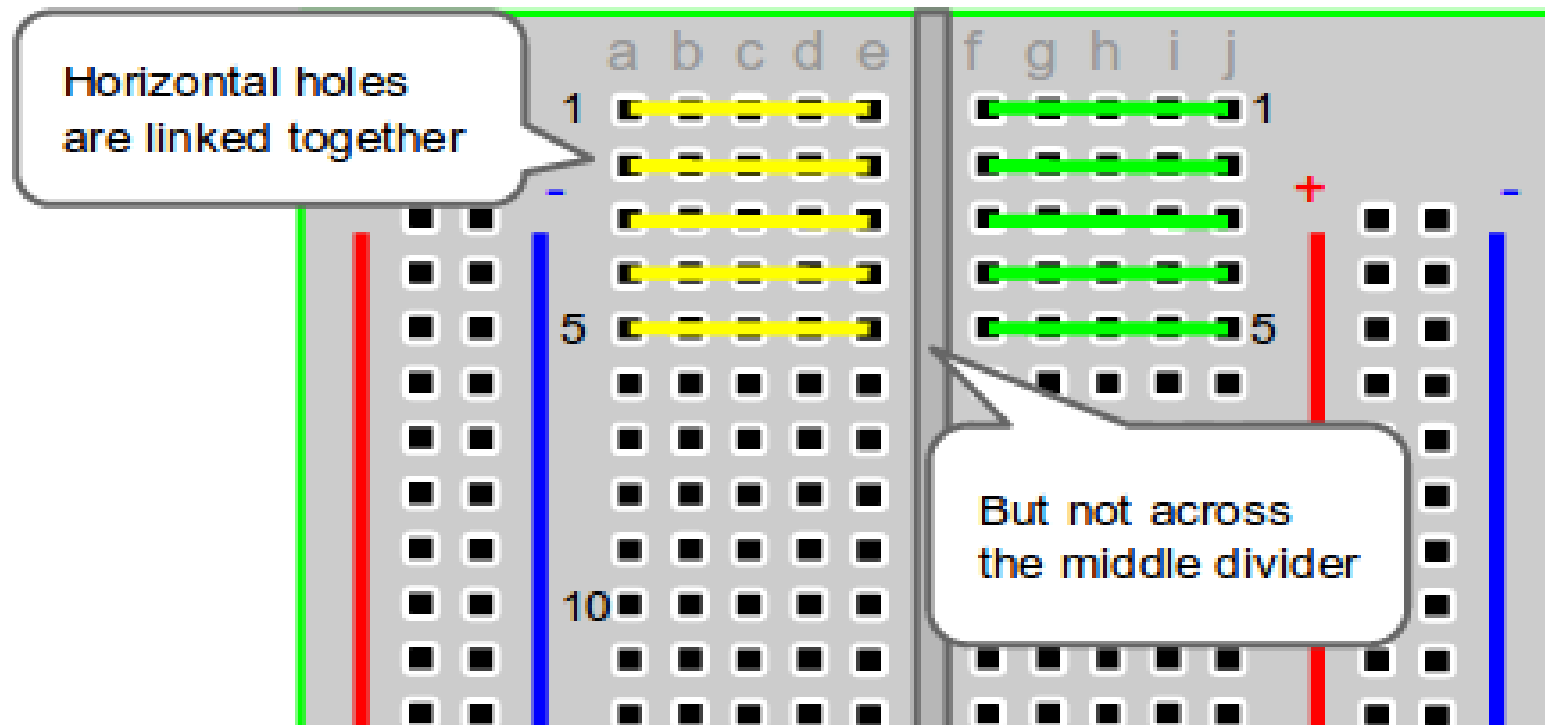 Horizontal holes
are linked together
a b c d e f g h i j
1 1
- + -
5 5
But not across
the middle divider
10